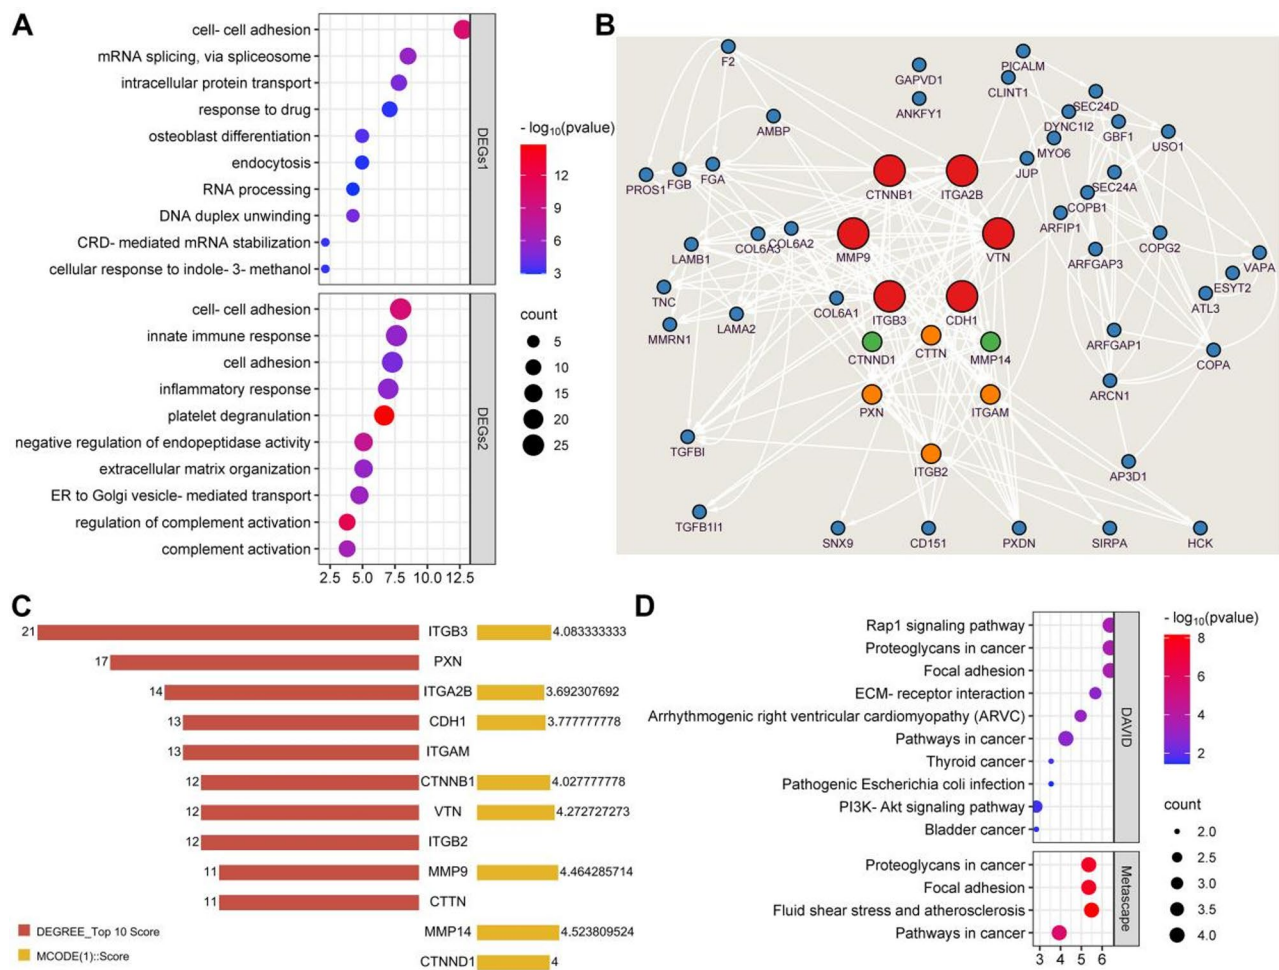 A
cell- cell adhesion
mRNA splicing, via spliceosome
intracellular protein transport
response to drug
osteoblast differentiation
endocytosis
RNA processing
DNA duplex unwinding
CRD- mediated mRNA stabilization
cellular response to indole- 3- methanol
DEGs1
cell- cell adhesion
innate immune response
cell adhesion
inflammatory response
platelet degranulation
negative regulation of endopeptidase activity
extracellular matrix organization
ER to Golgi vesicle- mediated transport
regulation of complement activation
complement activation
DEGs2
2.5 5.0 7.5 10.0 12.5
- log10(pvalue)
12
9
6
3
count
5
10
15
20
25
B
F2
PICALM
GAPVD1
CLINT1
SEC24D
ANKFY1
DYNC1I2
GBF1
AMBP
USO1
MYO6
JUP
FGA
FGB
PROS1
CTNNB1
ITGA2B
SEC24A
COPB1
ARFIP1
COL6A2
COL6A3
LAMB1
MMP9
VTN
COPG2
ARFGAP3
VAPA
ESYT2
TNC
COL6A1
ATL3
ITGB3
CDH1
LAMA2
MMRN1
CTNND1
CTTN
MMP14
ARFGAP1
COPA
ARCN1
PXN
ITGAM
TGFBI
ITGB2
AP3D1
TGFB1I1
SNX9
CD151
PXDN
SIRPA
HCK
C
21 ITGB3 4.083333333
17 PXN
14 ITGA2B 3.692307692
13 CDH1 3.777777778
13 ITGAM
12 CTNNB1 4.027777778
12 VTN 4.272727273
12 ITGB2
11 MMP9 4.464285714
11 CTTN
MMP14 4.523809524
CTNND1 4
DEGREE_Top 10 Score
MCODE(1)::Score
D
Rap1 signaling pathway
Proteoglycans in cancer
Focal adhesion
ECM- receptor interaction
Arrhythmogenic right ventricular cardiomyopathy (ARVC)
Pathways in cancer
Thyroid cancer
Pathogenic Escherichia coli infection
PI3K- Akt signaling pathway
Bladder cancer
DAVID
Proteoglycans in cancer
Focal adhesion
Fluid shear stress and atherosclerosis
Pathways in cancer
Metascape
3 4 5 6
- log10(pvalue)
8
6
4
2
count
2.0
2.5
3.0
3.5
4.0